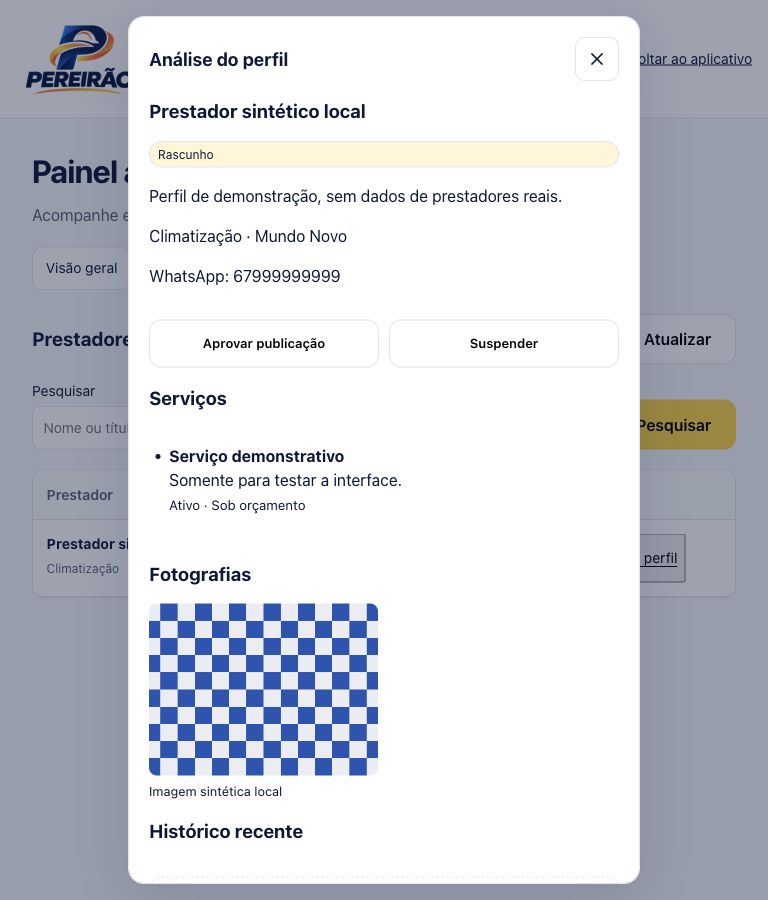 Análise do perfil
PEREIRÃO
oltar ao aplicativo
Prestador sintético local
Rascunho
Painel
Acompanhe
Perfil de demonstração, sem dados de prestadores reais.
Climatização · Mundo Novo
Visão geral
WhatsApp: 67999999999
Aprovar publicação
Suspender
Prestadore
Atualizar
Pesquisar
Serviços
Nome ou títu
Pesquisar
Serviço demonstrativo
Somente para testar a interface.
Ativo · Sob orçamento
Prestador
Prestador si
Climatização
perfil
Fotografias
Imagem sintética local
Histórico recente